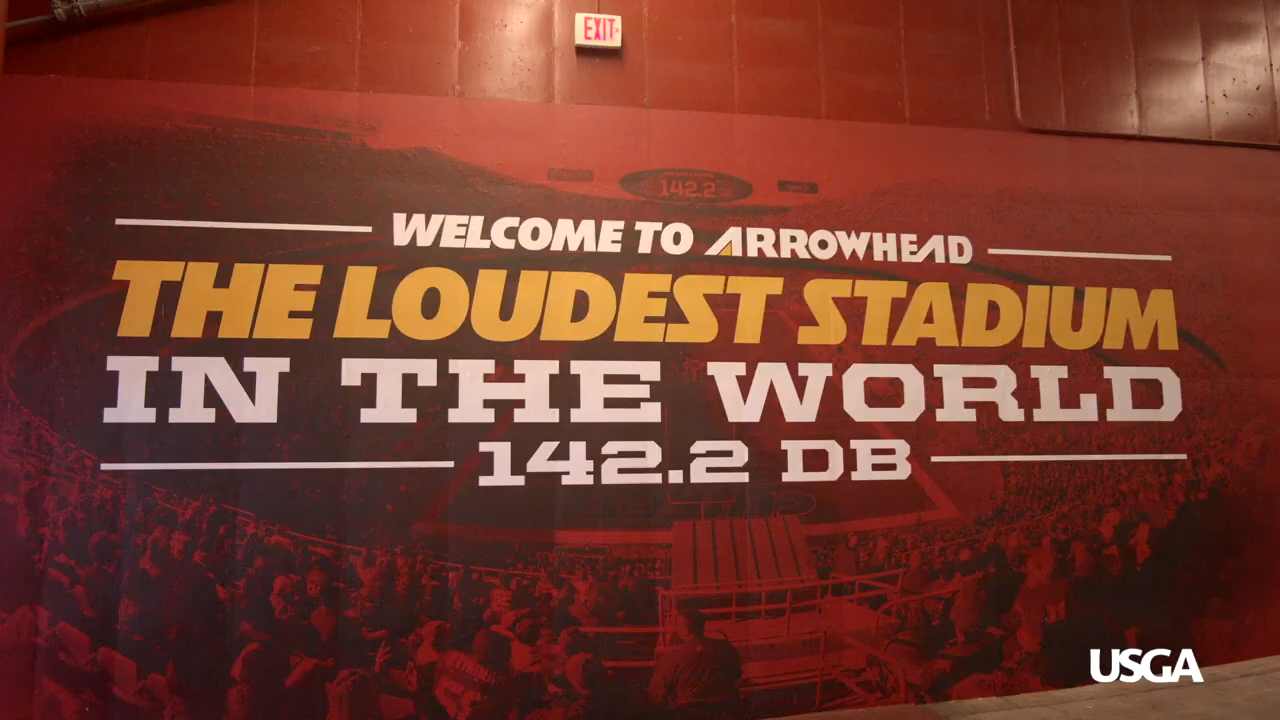 EXIT
142.2
WELCOME TO ARROWHEAD
THE LOUDEST STADIUM
IN THE WORLD
142.2 DB
USGA